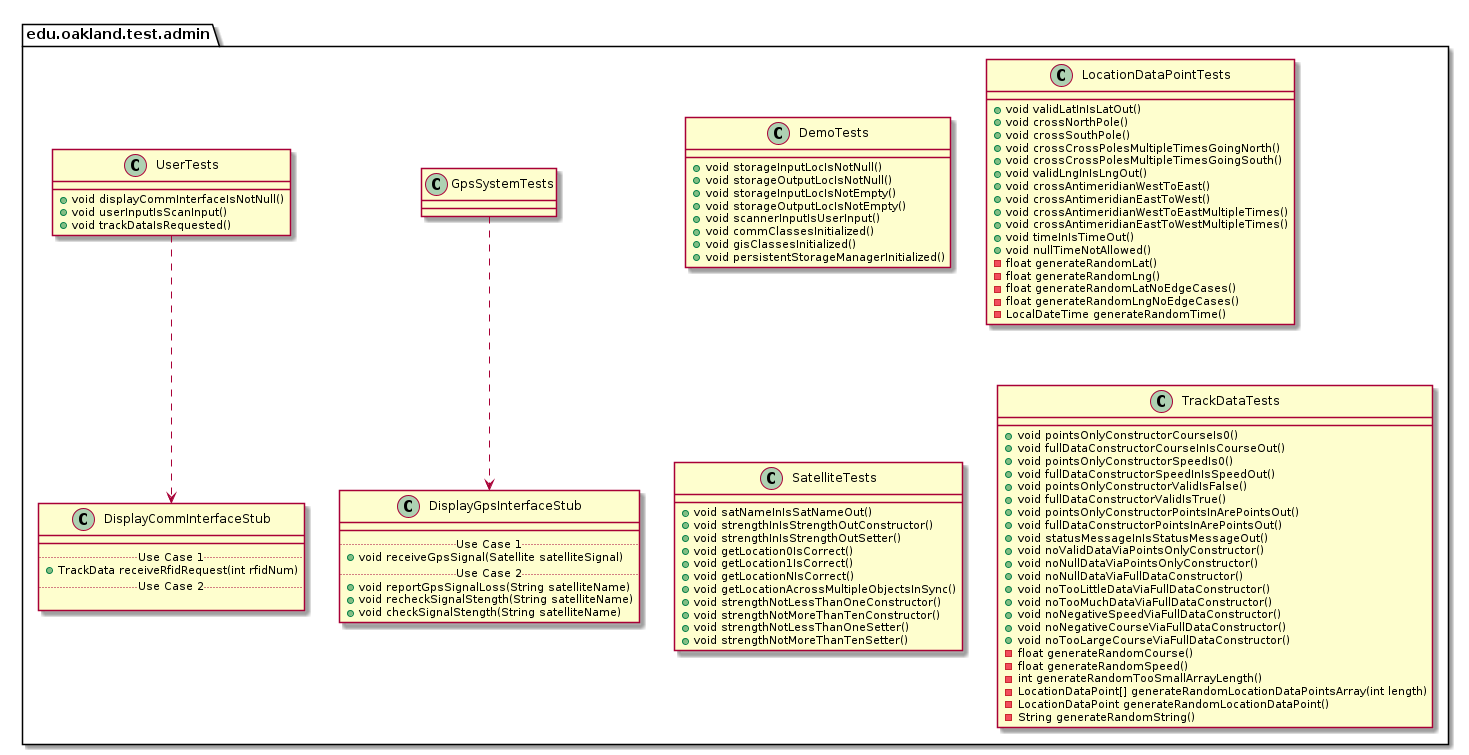 edu.oakland.test.admin
C UserTests
void displayCommInterfaceIsNotNull()
void userInputIsScanInput()
void trackDataIsRequested()
C GpsSystemTests
C DemoTests
void storageInputLocIsNotNull()
void storageOutputLocIsNotNull()
void storageInputLocIsNotEmpty()
void storageOutputLocIsNotEmpty()
void scannerInputIsUserInput()
void commClassesInitialized()
void gisClassesInitialized()
void persistentStorageManagerInitialized()
C LocationDataPointTests
void validLatInIsLatOut()
void crossNorthPole()
void crossSouthPole()
void crossCrossPolesMultipleTimesGoingNorth()
void crossCrossPolesMultipleTimesGoingSouth()
void validLngInIsLngOut()
void crossAntimeridianWestToEast()
void crossAntimeridianEastToWest()
void crossAntimeridianWestToEastMultipleTimes()
void crossAntimeridianEastToWestMultipleTimes()
void timeInIsTimeOut()
void nullTimeNotAllowed()
float generateRandomLat()
float generateRandomLng()
float generateRandomLatNoEdgeCases()
float generateRandomLngNoEdgeCases()
LocalDateTime generateRandomTime()
C DisplayCommInterfaceStub
Use Case 1
TrackData receiveRfidRequest(int rfidNum)
Use Case 2
C DisplayGpsInterfaceStub
Use Case 1
void receiveGpsSignal(Satellite satelliteSignal)
Use Case 2
void reportGpsSignalLoss(String satelliteName)
void recheckSignalStength(String satelliteName)
void checkSignalStength(String satelliteName)
C SatelliteTests
void satNameInIsSatNameOut()
void strengthInIsStrengthOutConstructor()
void strengthInIsStrengthOutSetter()
void getLocation0IsCorrect()
void getLocation1IsCorrect()
void getLocationNIsCorrect()
void getLocationAcrossMultipleObjectsInSync()
void strengthNotLessThanOneConstructor()
void strengthNotMoreThanTenConstructor()
void strengthNotLessThanOneSetter()
void strengthNotMoreThanTenSetter()
C TrackDataTests
void pointsOnlyConstructorCourseIs0()
void fullDataConstructorCourseInIsCourseOut()
void pointsOnlyConstructorSpeedIs0()
void fullDataConstructorSpeedInIsSpeedOut()
void pointsOnlyConstructorValidIsFalse()
void fullDataConstructorValidIsTrue()
void pointsOnlyConstructorPointsInArePointsOut()
void fullDataConstructorPointsInArePointsOut()
void statusMessageInIsStatusMessageOut()
void noValidDataViaPointsOnlyConstructor()
void noNullDataViaPointsOnlyConstructor()
void noNullDataViaFullDataConstructor()
void noTooLittleDataViaFullDataConstructor()
void noTooMuchDataViaFullDataConstructor()
void noNegativeSpeedViaFullDataConstructor()
void noNegativeCourseViaFullDataConstructor()
void noTooLargeCourseViaFullDataConstructor()
float generateRandomCourse()
float generateRandomSpeed()
int generateRandomTooSmallArrayLength()
LocationDataPoint[] generateRandomLocationDataPointsArray(int length)
LocationDataPoint generateRandomLocationDataPoint()
String generateRandomString()